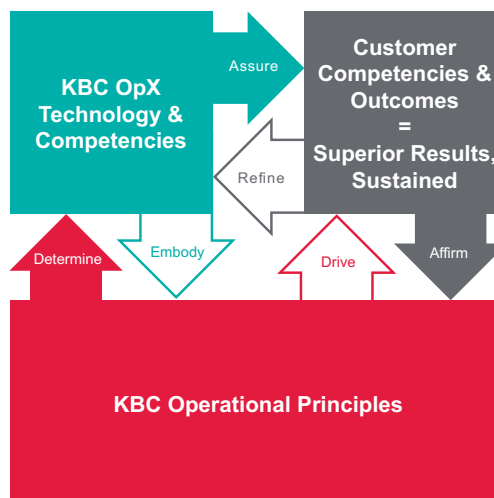 KBC OpX
Technology &
Competencies
Assure
Customer
Competencies &
Outcomes
=
Superior Results,
Sustained
Refine
Determine
Embody
Drive
Affirm
KBC Operational Principles